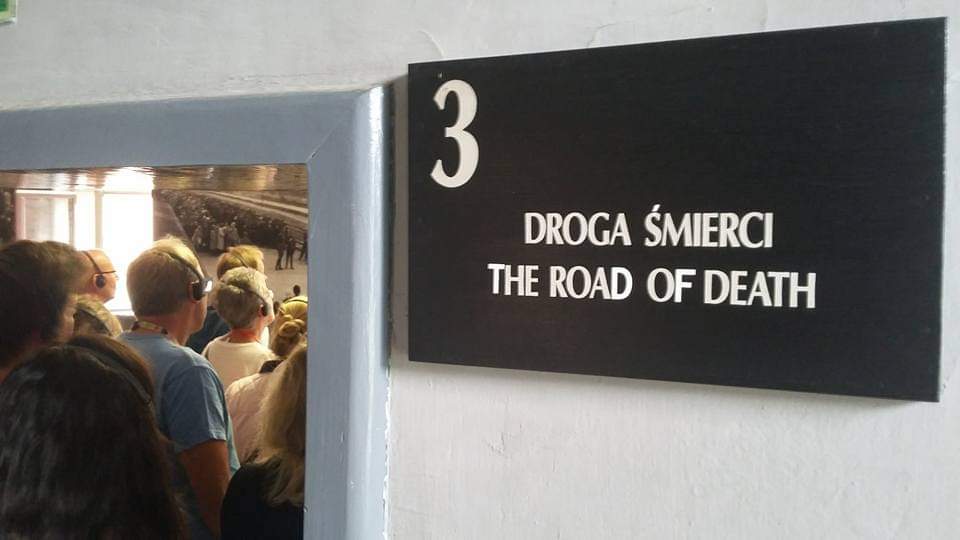 3
DROGA ŚMIERCI
THE ROAD OF DEATH